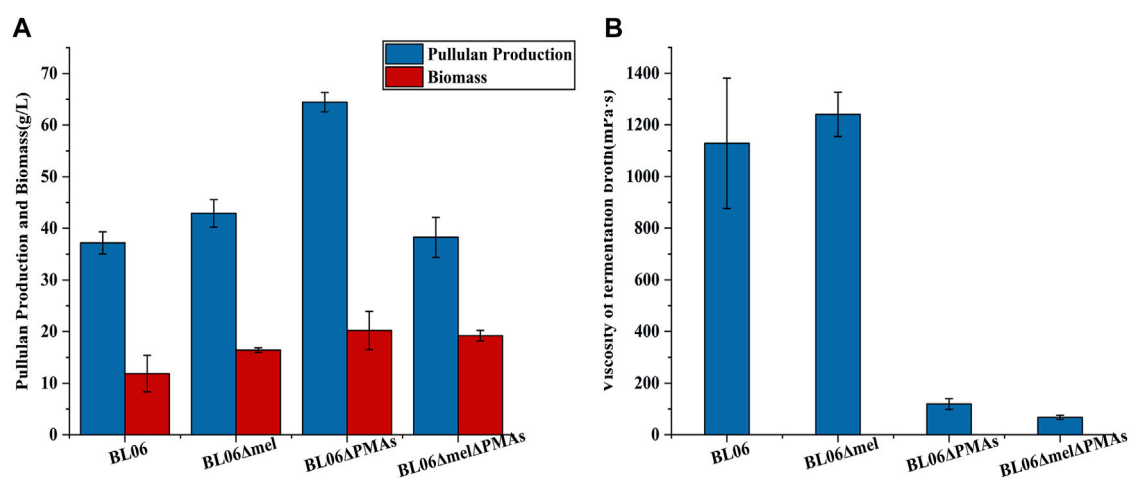 A
Pullulan Production and Biomass(g/L)
70
60
50
40
30
20
10
0
Pullulan Production
Biomass
BL06
BL06Δmel
BL06ΔPMAs
BL06ΔmelΔPMAs
B
Viscosity of fermentation broth(mPa·s)
1400
1200
1000
800
600
400
200
0
BL06
BL06Δmel
BL06ΔPMAs
BL06ΔmelΔPMAs